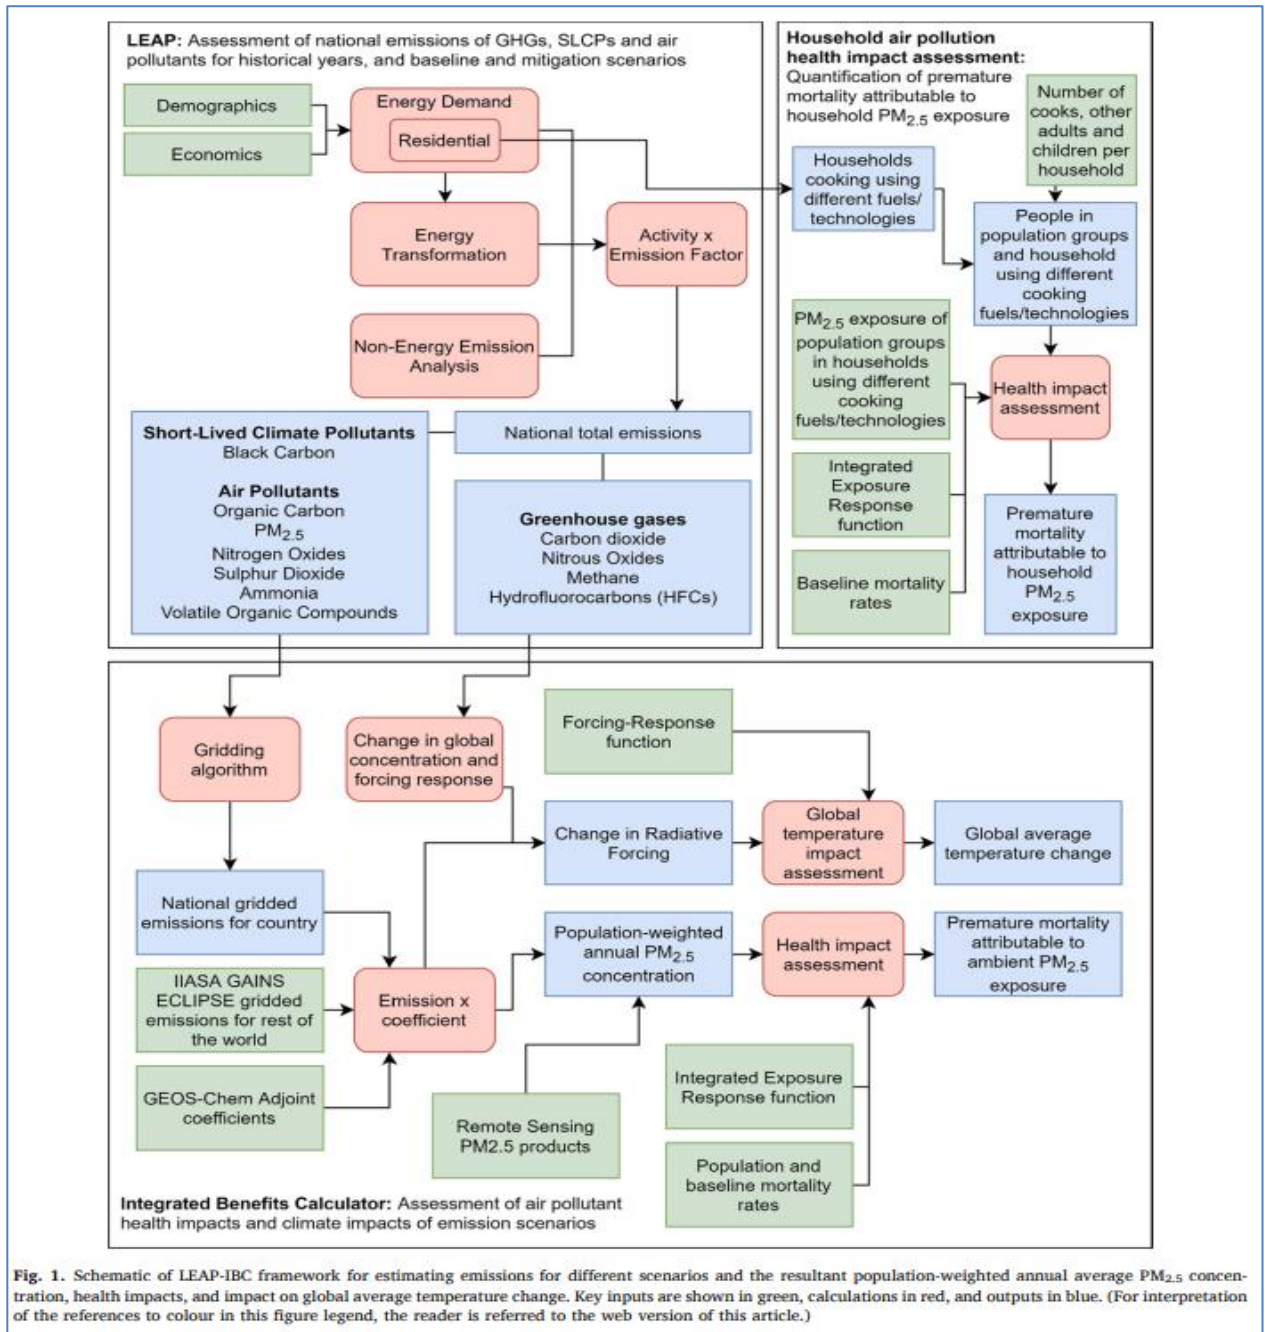 LEAP: Assessment of national emissions of GHGs, SLCPs and air
pollutants for historical years, and baseline and mitigation scenarios
Demographics
Economics
Energy Demand
Residential
Energy
Transformation
Activity x
Emission Factor
Non-Energy Emission
Analysis
Short-Lived Climate Pollutants
Black Carbon
Air Pollutants
Organic Carbon
PM2.5
Nitrogen Oxides
Sulphur Dioxide
Ammonia
Volatile Organic Compounds
National total emissions
Greenhouse gases
Carbon dioxide
Nitrous Oxides
Methane
Hydrofluorocarbons (HFCs)
Household air pollution
health impact assessment:
Quantification of premature
mortality attributable to
household PM2.5 exposure
Number of
cooks, other
adults and
children per
household
Households
cooking using
different fuels/
technologies
People in
population groups
and household
using different
cooking
fuels/technologies
PM2.5 exposure of
population groups
in households
using different
cooking
fuels/technologies
Health impact
assessment
Integrated
Exposure
Response
function
Baseline mortality
rates
Premature
mortality
attributable to
household
PM2.5
exposure
Gridding
algorithm
Change in global
concentration and
forcing response
Forcing-Response
function
Change in Radiative
Forcing
Global
temperature
impact
assessment
Global average
temperature change
National gridded
emissions for country
Population-weighted
annual PM2.5
concentration
Health impact
assessment
Premature mortality
attributable to
ambient PM2.5
exposure
IIASA GAINS
ECLIPSE gridded
emissions for rest of
the world
Emission x
coefficient
GEOS-Chem Adjoint
coefficients
Remote Sensing
PM2.5 products
Integrated Exposure
Response function
Population and
baseline mortality
rates
Integrated Benefits Calculator: Assessment of air pollutant
health impacts and climate impacts of emission scenarios
Fig. 1. Schematic of LEAP-IBC framework for estimating emissions for different scenarios and the resultant population-weighted annual average PM2.5 concen-
tration, health impacts, and impact on global average temperature change. Key inputs are shown in green, calculations in red, and outputs in blue. (For interpretation
of the references to colour in this figure legend, the reader is referred to the web version of this article.)